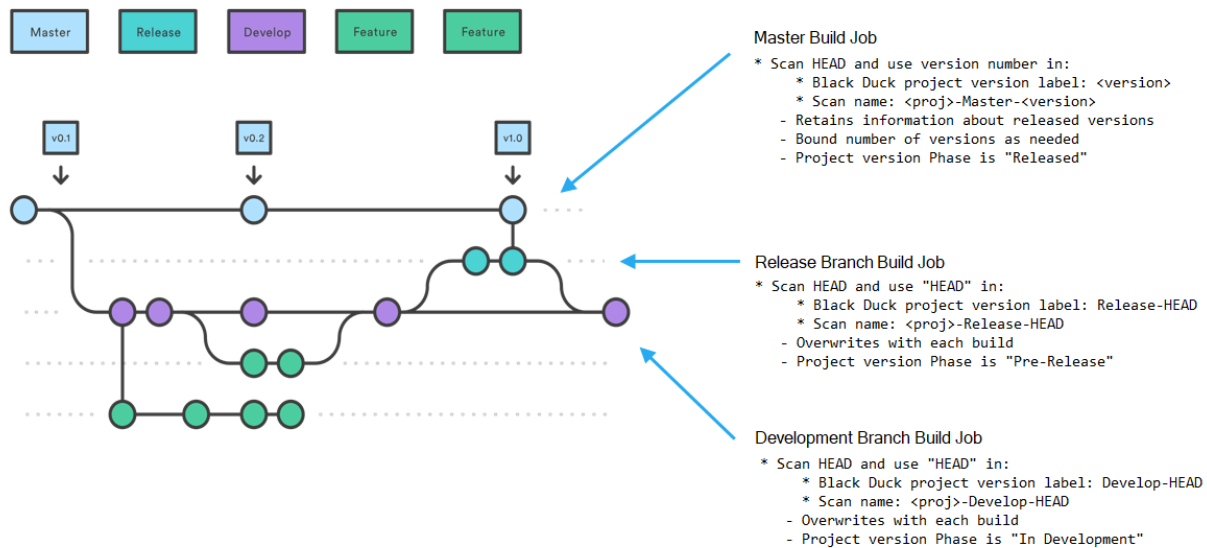 Master
Release
Develop
Feature
Feature
v0.1
v0.2
v1.0
Master Build Job
* Scan HEAD and use version number in:
* Black Duck project version label: <version>
* Scan name: <proj>-Master-<version>
- Retains information about released versions
- Bound number of versions as needed
- Project version Phase is "Released"
Release Branch Build Job
* Scan HEAD and use "HEAD" in:
* Black Duck project version label: Release-HEAD
* Scan name: <proj>-Release-HEAD
- Overwrites with each build
- Project version Phase is "Pre-Release"
Development Branch Build Job
* Scan HEAD and use "HEAD" in:
* Black Duck project version label: Develop-HEAD
* Scan name: <proj>-Develop-HEAD
- Overwrites with each build
- Project version Phase is "In Development"